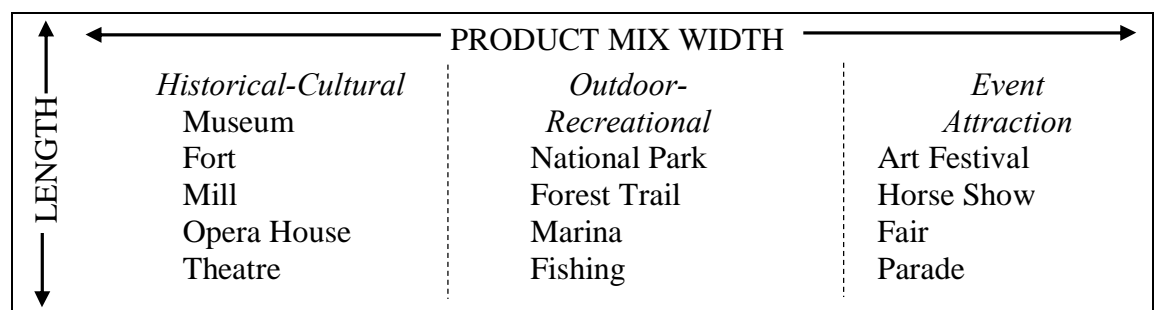 PRODUCT MIX WIDTH
LENGTH
Historical-Cultural
Museum
Fort
Mill
Opera House
Theatre
Outdoor-
Recreational
National Park
Forest Trail
Marina
Fishing
Event
Attraction
Art Festival
Horse Show
Fair
Parade